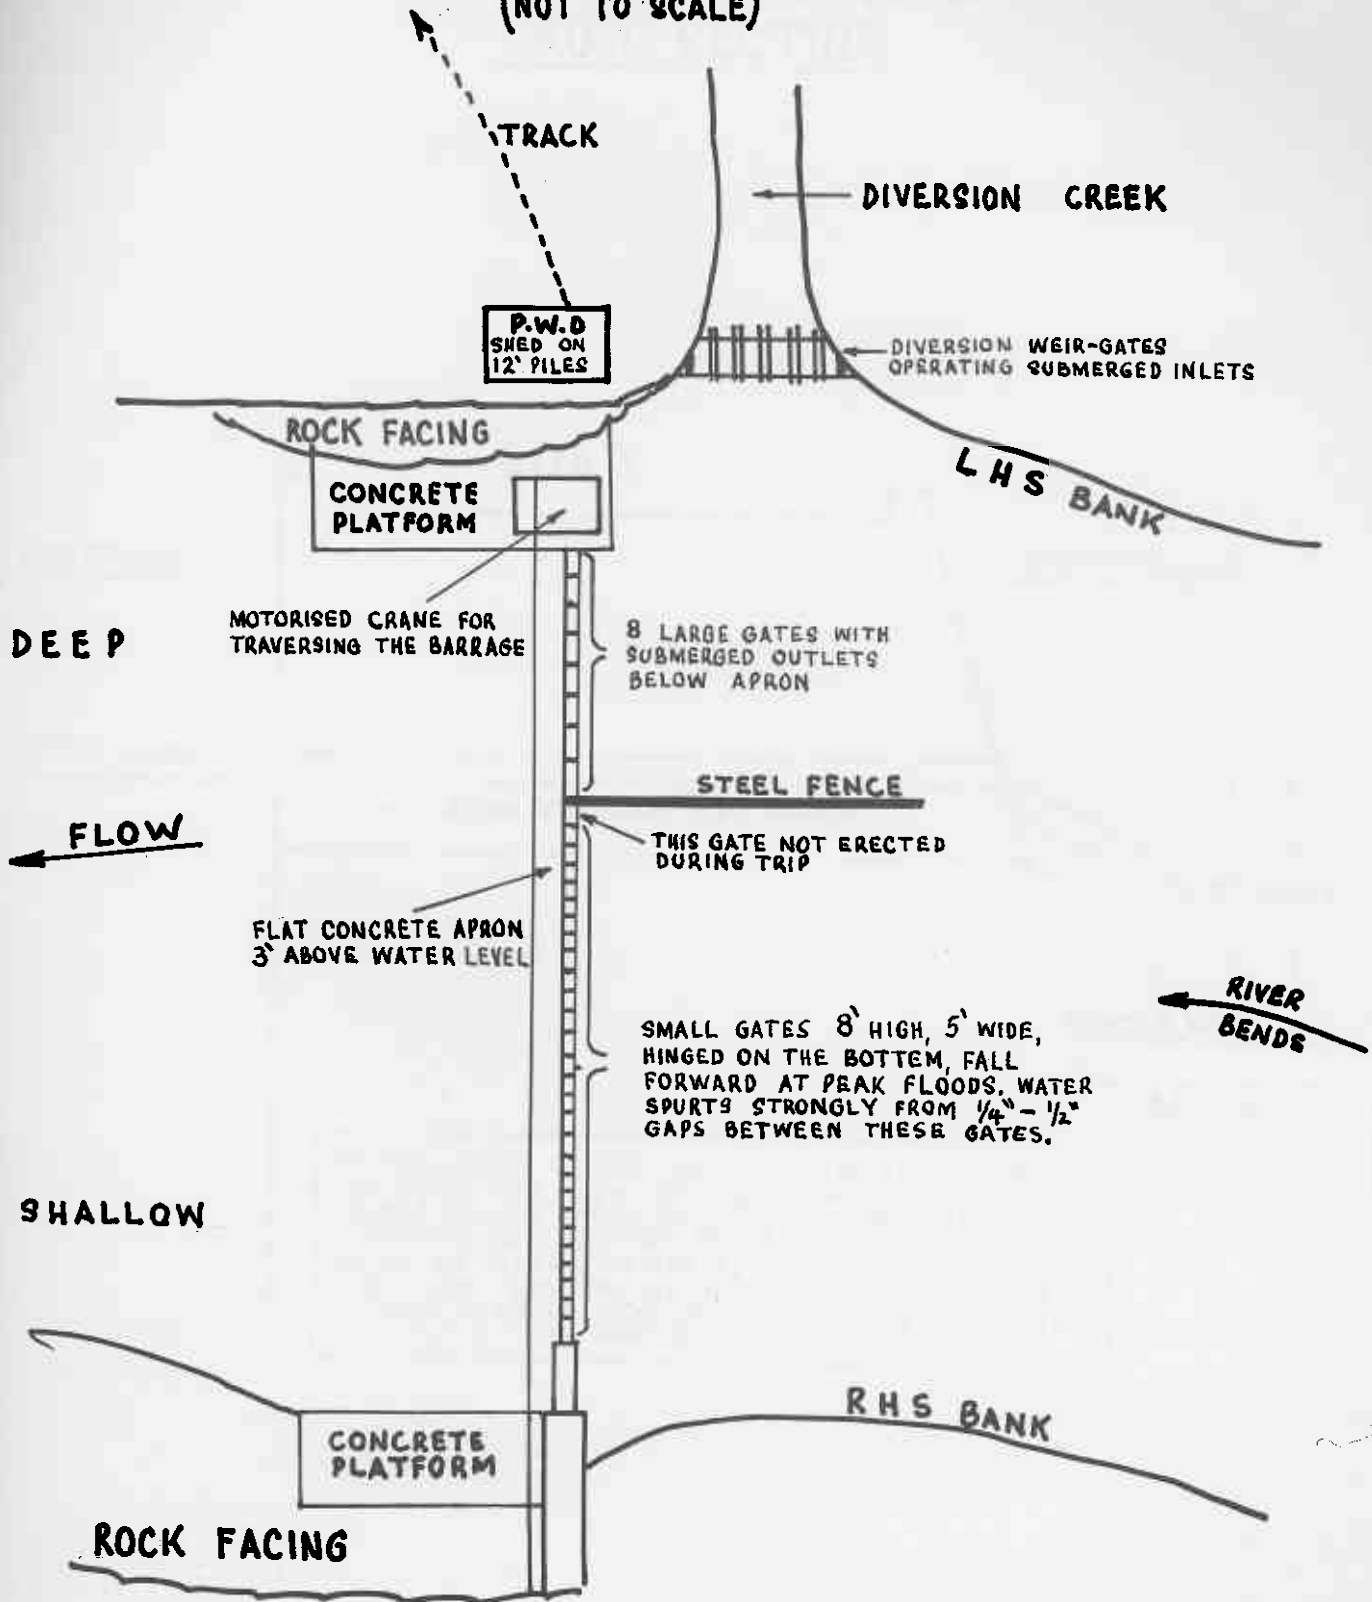 (NOT TO SCALE)
TRACK
DIVERSION CREEK
P.W.D
SHED ON
12' PILES
DIVERSION WEIR-GATES
OPERATING SUBMERGED INLETS
ROCK FACING
LHS BANK
CONCRETE
PLATFORM
MOTORISED CRANE FOR
TRAVERSING THE BARRAGE
DEEP
8 LARGE GATES WITH
SUBMERGED OUTLETS
BELOW APRON
STEEL FENCE
FLOW
THIS GATE NOT ERECTED
DURING TRIP
FLAT CONCRETE APRON
3' ABOVE WATER LEVEL
RIVER
BENDS
SMALL GATES 8' HIGH, 5' WIDE,
HINGED ON THE BOTTEM, FALL
FORWARD AT PEAK FLOODS. WATER
SPURTS STRONGLY FROM 1/4" - 1/2"
GAPS BETWEEN THESE GATES.
SHALLOW
RHS BANK
CONCRETE
PLATFORM
ROCK FACING